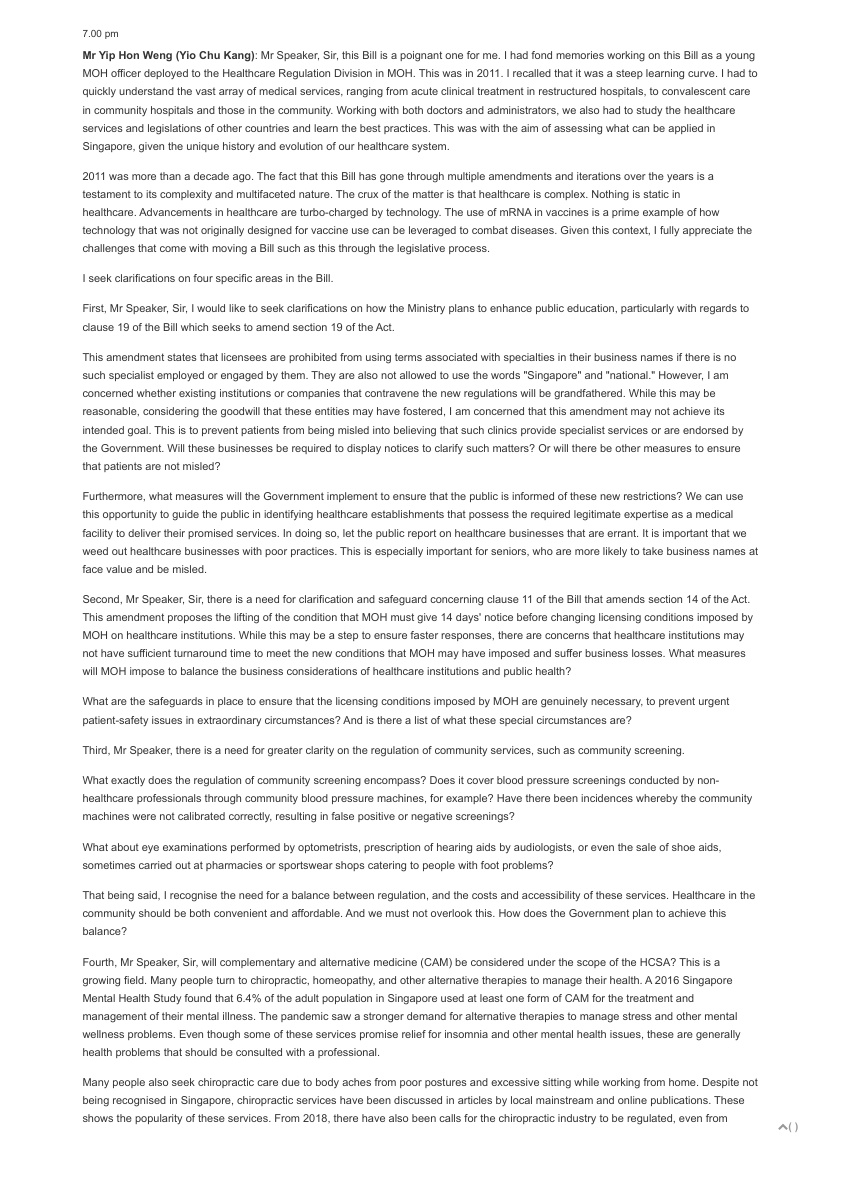 7.00 pm
Mr Yip Hon Weng (Yio Chu Kang): Mr Speaker, Sir, this Bill is a poignant one for me. I had fond memories working on this Bill as a young
MOH officer deployed to the Healthcare Regulation Division in MOH. This was in 2011. I recalled that it was a steep learning curve. I had to
quickly understand the vast array of medical services, ranging from acute clinical treatment in restructured hospitals, to convalescent care
in community hospitals and those in the community. Working with both doctors and administrators, we also had to study the healthcare
services and legislations of other countries and learn the best practices. This was with the aim of assessing what can be applied in
Singapore, given the unique history and evolution of our healthcare system.
2011 was more than a decade ago. The fact that this Bill has gone through multiple amendments and iterations over the years is a
testament to its complexity and multifaceted nature. The crux of the matter is that healthcare is complex. Nothing is static in
healthcare. Advancements in healthcare are turbo-charged by technology. The use of mRNA in vaccines is a prime example of how
technology that was not originally designed for vaccine use can be leveraged to combat diseases. Given this context, I fully appreciate the
challenges that come with moving a Bill such as this through the legislative process.
I seek clarifications on four specific areas in the Bill.
First, Mr Speaker, Sir, I would like to seek clarifications on how the Ministry plans to enhance public education, particularly with regards to
clause 19 of the Bill which seeks to amend section 19 of the Act.
This amendment states that licensees are prohibited from using terms associated with specialties in their business names if there is no
such specialist employed or engaged by them. They are also not allowed to use the words "Singapore" and "national." However, I am
concerned whether existing institutions or companies that contravene the new regulations will be grandfathered. While this may be
reasonable, considering the goodwill that these entities may have fostered, I am concerned that this amendment may not achieve its
intended goal. This is to prevent patients from being misled into believing that such clinics provide specialist services or are endorsed by
the Government. Will these businesses be required to display notices to clarify such matters? Or will there be other measures to ensure
that patients are not misled?
Furthermore, what measures will the Government implement to ensure that the public is informed of these new restrictions? We can use
this opportunity to guide the public in identifying healthcare establishments that possess the required legitimate expertise as a medical
facility to deliver their promised services. In doing so, let the public report on healthcare businesses that are errant. It is important that we
weed out healthcare businesses with poor practices. This is especially important for seniors, who are more likely to take business names at
face value and be misled.
Second, Mr Speaker, Sir, there is a need for clarification and safeguard concerning clause 11 of the Bill that amends section 14 of the Act.
This amendment proposes the lifting of the condition that MOH must give 14 days' notice before changing licensing conditions imposed by
MOH on healthcare institutions. While this may be a step to ensure faster responses, there are concerns that healthcare institutions may
not have sufficient turnaround time to meet the new conditions that MOH may have imposed and suffer business losses. What measures
will MOH impose to balance the business considerations of healthcare institutions and public health?
What are the safeguards in place to ensure that the licensing conditions imposed by MOH are genuinely necessary, to prevent urgent
patient-safety issues in extraordinary circumstances? And is there a list of what these special circumstances are?
Third, Mr Speaker, there is a need for greater clarity on the regulation of community services, such as community screening.
What exactly does the regulation of community screening encompass? Does it cover blood pressure screenings conducted by non-
healthcare professionals through community blood pressure machines, for example? Have there been incidences whereby the community
machines were not calibrated correctly, resulting in false positive or negative screenings?
What about eye examinations performed by optometrists, prescription of hearing aids by audiologists, or even the sale of shoe aids,
sometimes carried out at pharmacies or sportswear shops catering to people with foot problems?
That being said, I recognise the need for a balance between regulation, and the costs and accessibility of these services. Healthcare in the
community should be both convenient and affordable. And we must not overlook this. How does the Government plan to achieve this
balance?
Fourth, Mr Speaker, Sir, will complementary and alternative medicine (CAM) be considered under the scope of the HCSA? This is a
growing field. Many people turn to chiropractic, homeopathy, and other alternative therapies to manage their health. A 2016 Singapore
Mental Health Study found that 6.4% of the adult population in Singapore used at least one form of CAM for the treatment and
management of their mental illness. The pandemic saw a stronger demand for alternative therapies to manage stress and other mental
wellness problems. Even though some of these services promise relief for insomnia and other mental health issues, these are generally
health problems that should be consulted with a professional.
Many people also seek chiropractic care due to body aches from poor postures and excessive sitting while working from home. Despite not
being recognised in Singapore, chiropractic services have been discussed in articles by local mainstream and online publications. These
shows the popularity of these services. From 2018, there have also been calls for the chiropractic industry to be regulated, even from
( )